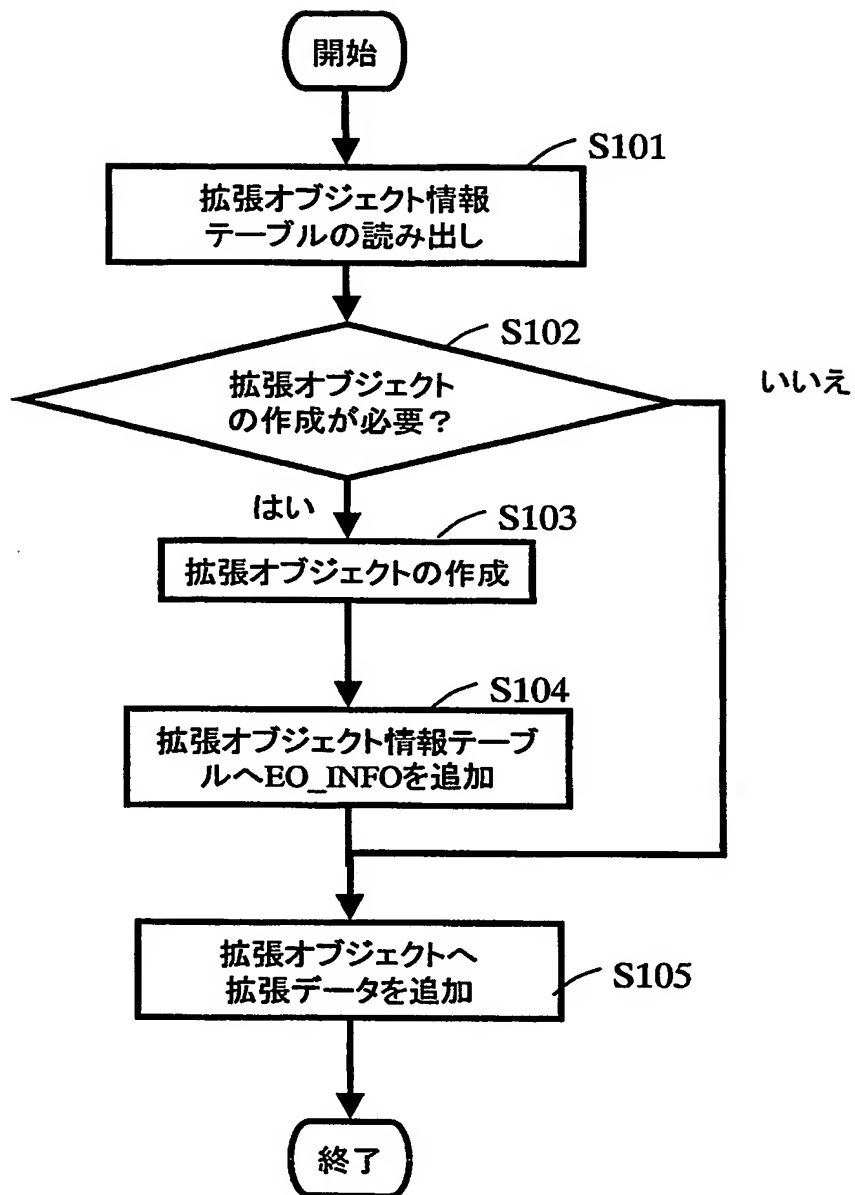 開始
S101
拡張オブジェクト情報
テーブルの読み出し
S102
拡張オブジェクト
の作成が必要？
いいえ
はい
S103
拡張オブジェクトの作成
S104
拡張オブジェクト情報テーブ
ルへEO_INFOを追加
拡張オブジェクトへ
拡張データを追加
S105
終了